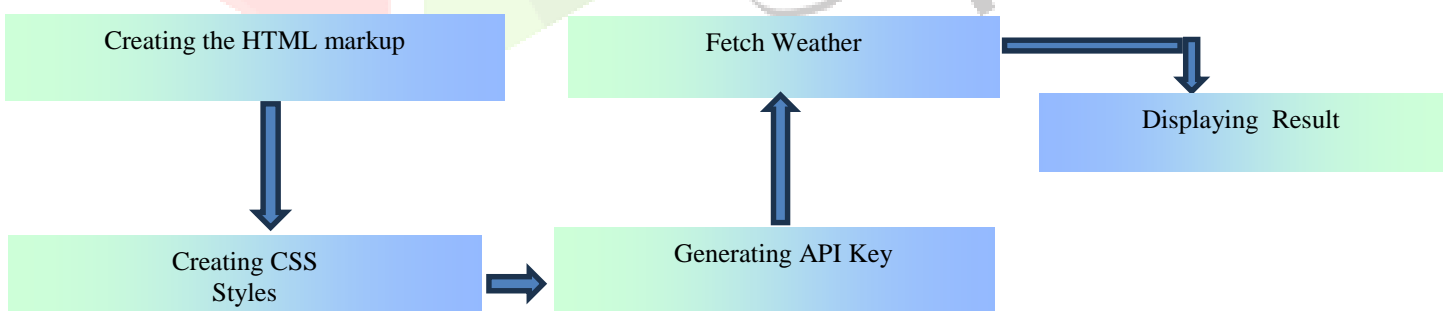 Creating the HTML markup
Fetch Weather
Displaying Result
Creating CSS
Styles
Generating API Key